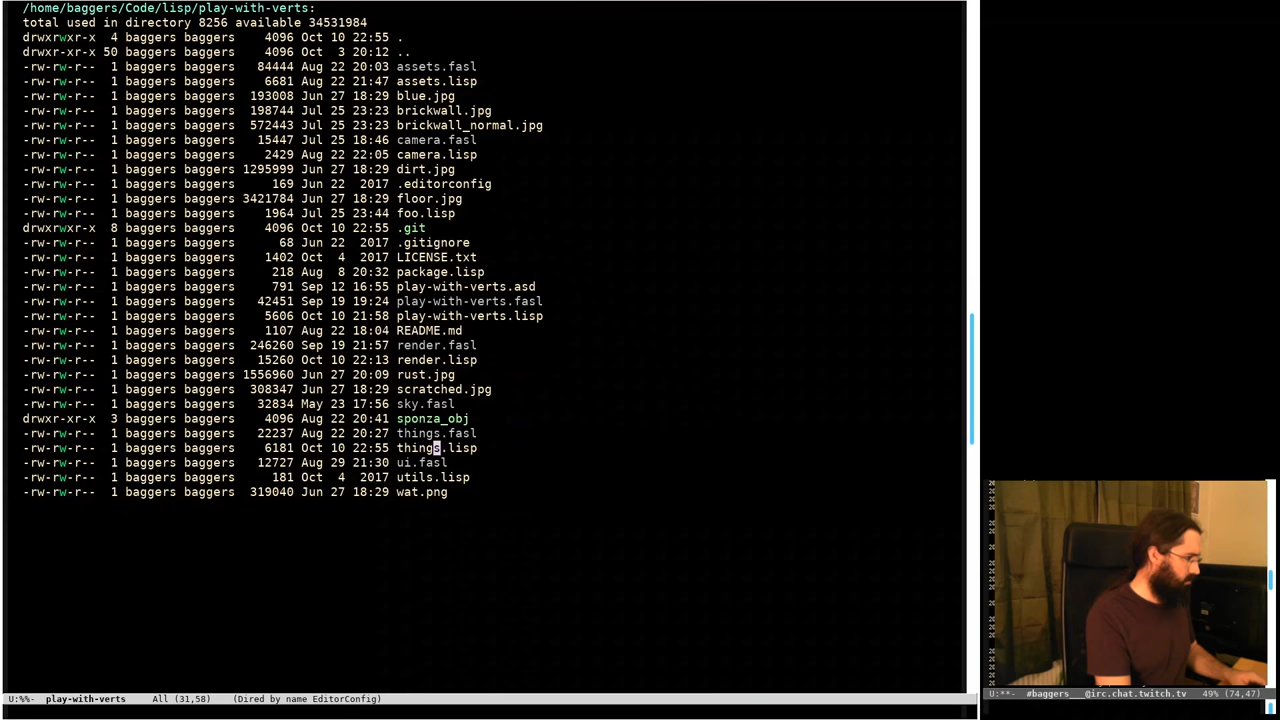 /home/baggers/Code/lisp/play-with-verts:
total used in directory 8256 available 34531984
drwxrwxr-x  4 baggers baggers    4096 Oct 10 22:55 .
drwxr-xr-x 50 baggers baggers    4096 Oct  3 20:12 ..
-rw-rw-r--  1 baggers baggers   84444 Aug 22 20:03 assets.fasl
-rw-rw-r--  1 baggers baggers    6681 Aug 22 21:47 assets.lisp
-rw-rw-r--  1 baggers baggers  193008 Jun 27 18:29 blue.jpg
-rw-rw-r--  1 baggers baggers  198744 Jul 25 23:23 brickwall.jpg
-rw-rw-r--  1 baggers baggers  572443 Jul 25 23:23 brickwall_normal.jpg
-rw-rw-r--  1 baggers baggers   15447 Jul 25 18:46 camera.fasl
-rw-rw-r--  1 baggers baggers    2429 Aug 22 22:05 camera.lisp
-rw-rw-r--  1 baggers baggers 1295999 Jun 27 18:29 dirt.jpg
-rw-rw-r--  1 baggers baggers     169 Jun 22  2017 .editorconfig
-rw-rw-r--  1 baggers baggers 3421784 Jun 27 18:29 floor.jpg
-rw-rw-r--  1 baggers baggers    1964 Jul 25 23:44 foo.lisp
drwxrwxr-x  8 baggers baggers    4096 Oct 10 22:55 .git
-rw-rw-r--  1 baggers baggers      68 Jun 22  2017 .gitignore
-rw-rw-r--  1 baggers baggers    1402 Oct  4  2017 LICENSE.txt
-rw-rw-r--  1 baggers baggers     218 Aug  8 20:32 package.lisp
-rw-rw-r--  1 baggers baggers     791 Sep 12 16:55 play-with-verts.asd
-rw-rw-r--  1 baggers baggers   42451 Sep 19 19:24 play-with-verts.fasl
-rw-rw-r--  1 baggers baggers    5606 Oct 10 21:58 play-with-verts.lisp
-rw-rw-r--  1 baggers baggers    1107 Aug 22 18:04 README.md
-rw-rw-r--  1 baggers baggers  246260 Sep 19 21:57 render.fasl
-rw-rw-r--  1 baggers baggers   15260 Oct 10 22:13 render.lisp
-rw-rw-r--  1 baggers baggers 1556960 Jun 27 20:09 rust.jpg
-rw-rw-r--  1 baggers baggers  308347 Jun 27 18:29 scratched.jpg
-rw-rw-r--  1 baggers baggers   32834 May 23 17:56 sky.fasl
drwxr-xr-x  3 baggers baggers    4096 Aug 22 20:41 sponza_obj
-rw-rw-r--  1 baggers baggers   22237 Aug 22 20:27 things.fasl
-rw-rw-r--  1 baggers baggers    6181 Oct 10 22:55 things.lisp
-rw-rw-r--  1 baggers baggers   12727 Aug 29 21:30 ui.fasl
-rw-rw-r--  1 baggers baggers     181 Oct  4  2017 utils.lisp
-rw-rw-r--  1 baggers baggers  319040 Jun 27 18:29 wat.png
U:%%-  play-with-verts     All (31,58)    (Dired by name EditorConfig)
U:**-  #baggers___@irc.chat.twitch.tv   49% (74,47)